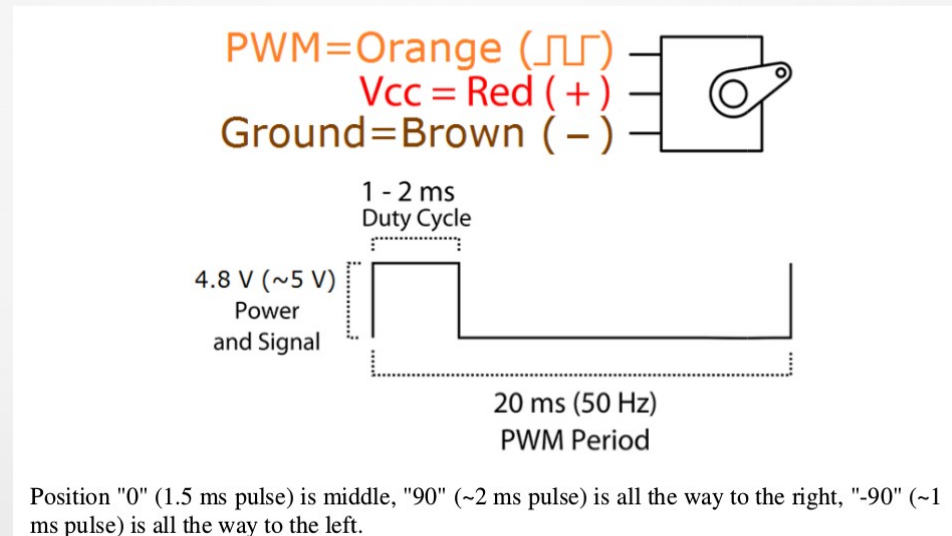 PWM=Orange (⎍⎍)
Vcc = Red ( + )
Ground=Brown ( − )
1 - 2 ms
Duty Cycle
4.8 V (~5 V)
Power
and Signal
20 ms (50 Hz)
PWM Period
Position "0" (1.5 ms pulse) is middle, "90" (~2 ms pulse) is all the way to the right, "-90" (~1
ms pulse) is all the way to the left.